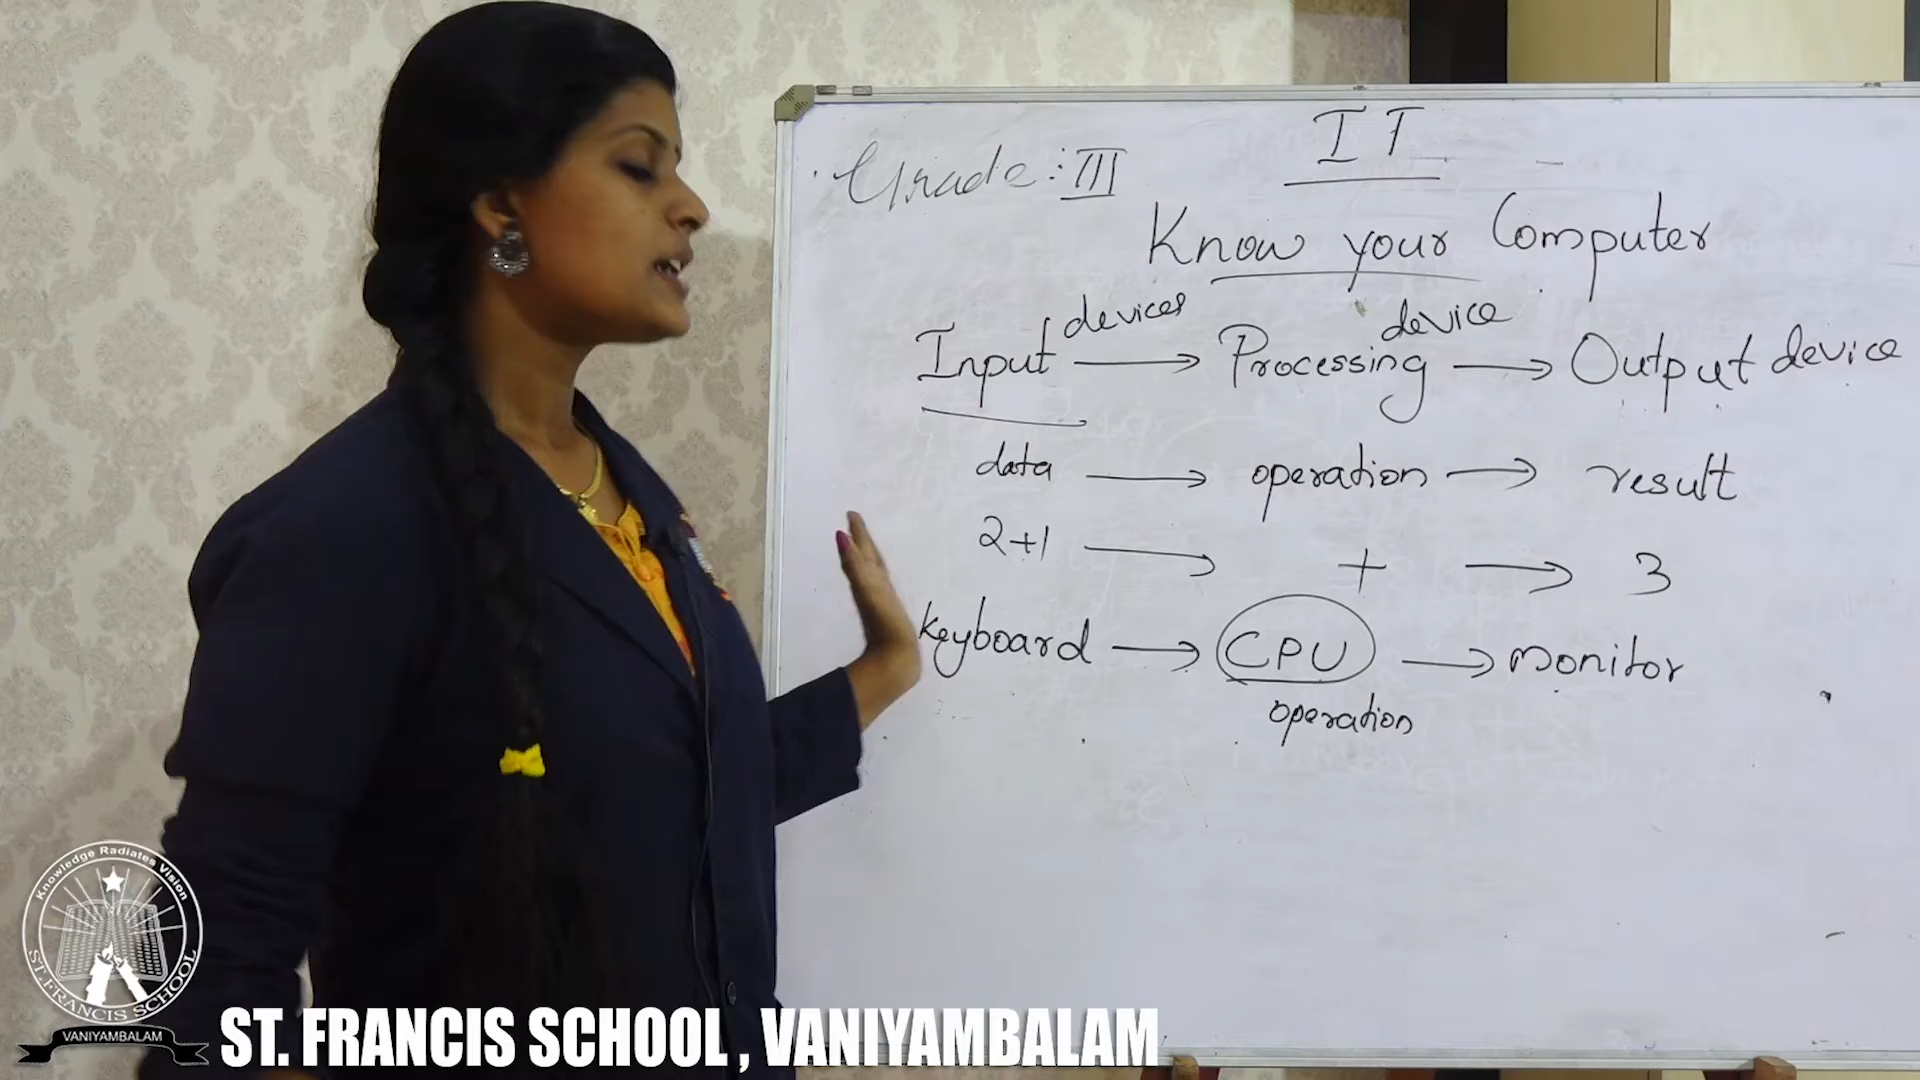 IT
Grade : III
Know your Computer
Input devices → Processing device → Output device
data → operation → result
2+1 → + → 3
keyboard → CPU → monitor
operation
Knowledge Radiates Vision
ST. FRANCIS SCHOOL
VANIYAMBALAM
ST. FRANCIS SCHOOL , VANIYAMBALAM